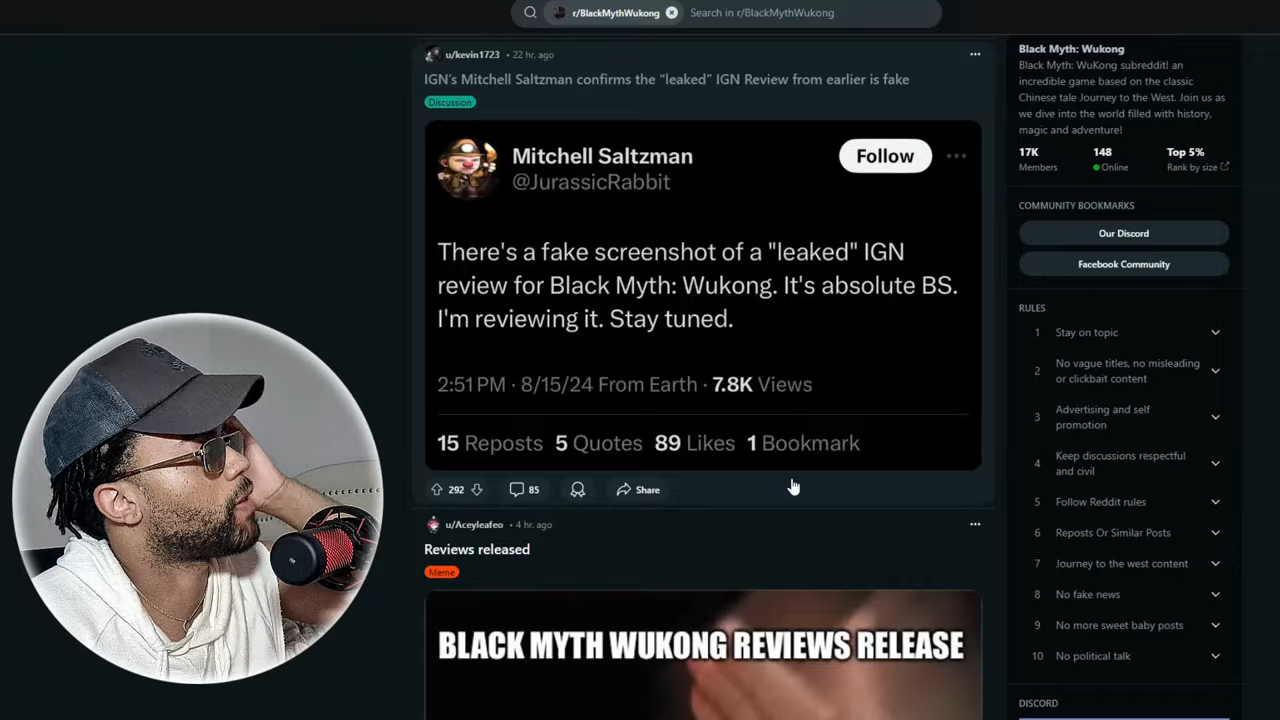 r/BlackMythWukong
Search in r/BlackMythWukong
u/kevin1723 • 22 hr. ago
IGN's Mitchell Saltzman confirms the "leaked" IGN Review from earlier is fake
Discussion
Mitchell Saltzman
@JurassicRabbit
Follow
There's a fake screenshot of a "leaked" IGN
review for Black Myth: Wukong. It's absolute BS.
I'm reviewing it. Stay tuned.
2:51 PM · 8/15/24 From Earth · 7.8K Views
15 Reposts 5 Quotes 89 Likes 1 Bookmark
292
85
Share
u/Aceyleafeo • 4 hr. ago
Reviews released
Meme
BLACK MYTH WUKONG REVIEWS RELEASE
Black Myth: Wukong
Black Myth: WuKong subreddit! an
incredible game based on the classic
Chinese tale Journey to the West. Join us as
we dive into the world filled with history,
magic and adventure!
17K
148
Top 5%
Members
Online
Rank by size
COMMUNITY BOOKMARKS
Our Discord
Facebook Community
RULES
1 Stay on topic
2 No vague titles, no misleading
or clickbait content
3 Advertising and self
promotion
4 Keep discussions respectful
and civil
5 Follow Reddit rules
6 Reposts Or Similar Posts
7 Journey to the west content
8 No fake news
9 No more sweet baby posts
10 No political talk
DISCORD